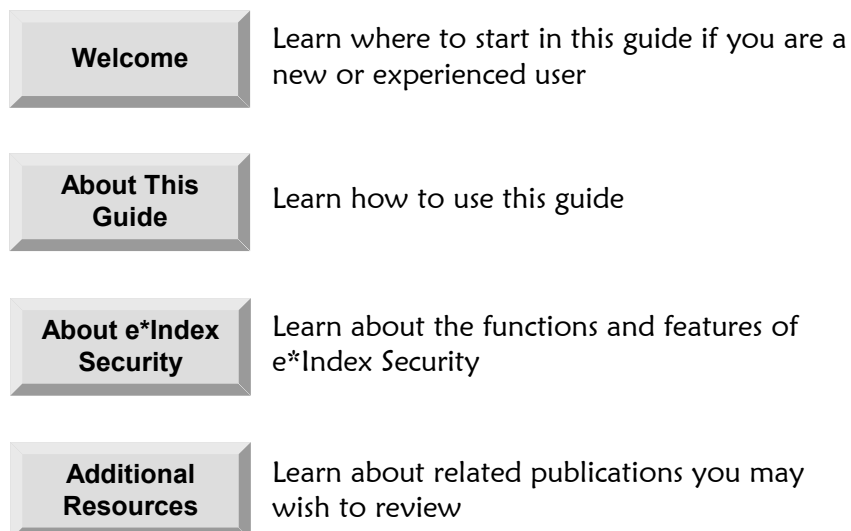 Welcome
Learn where to start in this guide if you are a
new or experienced user
About This
Guide
Learn how to use this guide
About e*Index
Security
Learn about the functions and features of
e*Index Security
Additional
Resources
Learn about related publications you may
wish to review